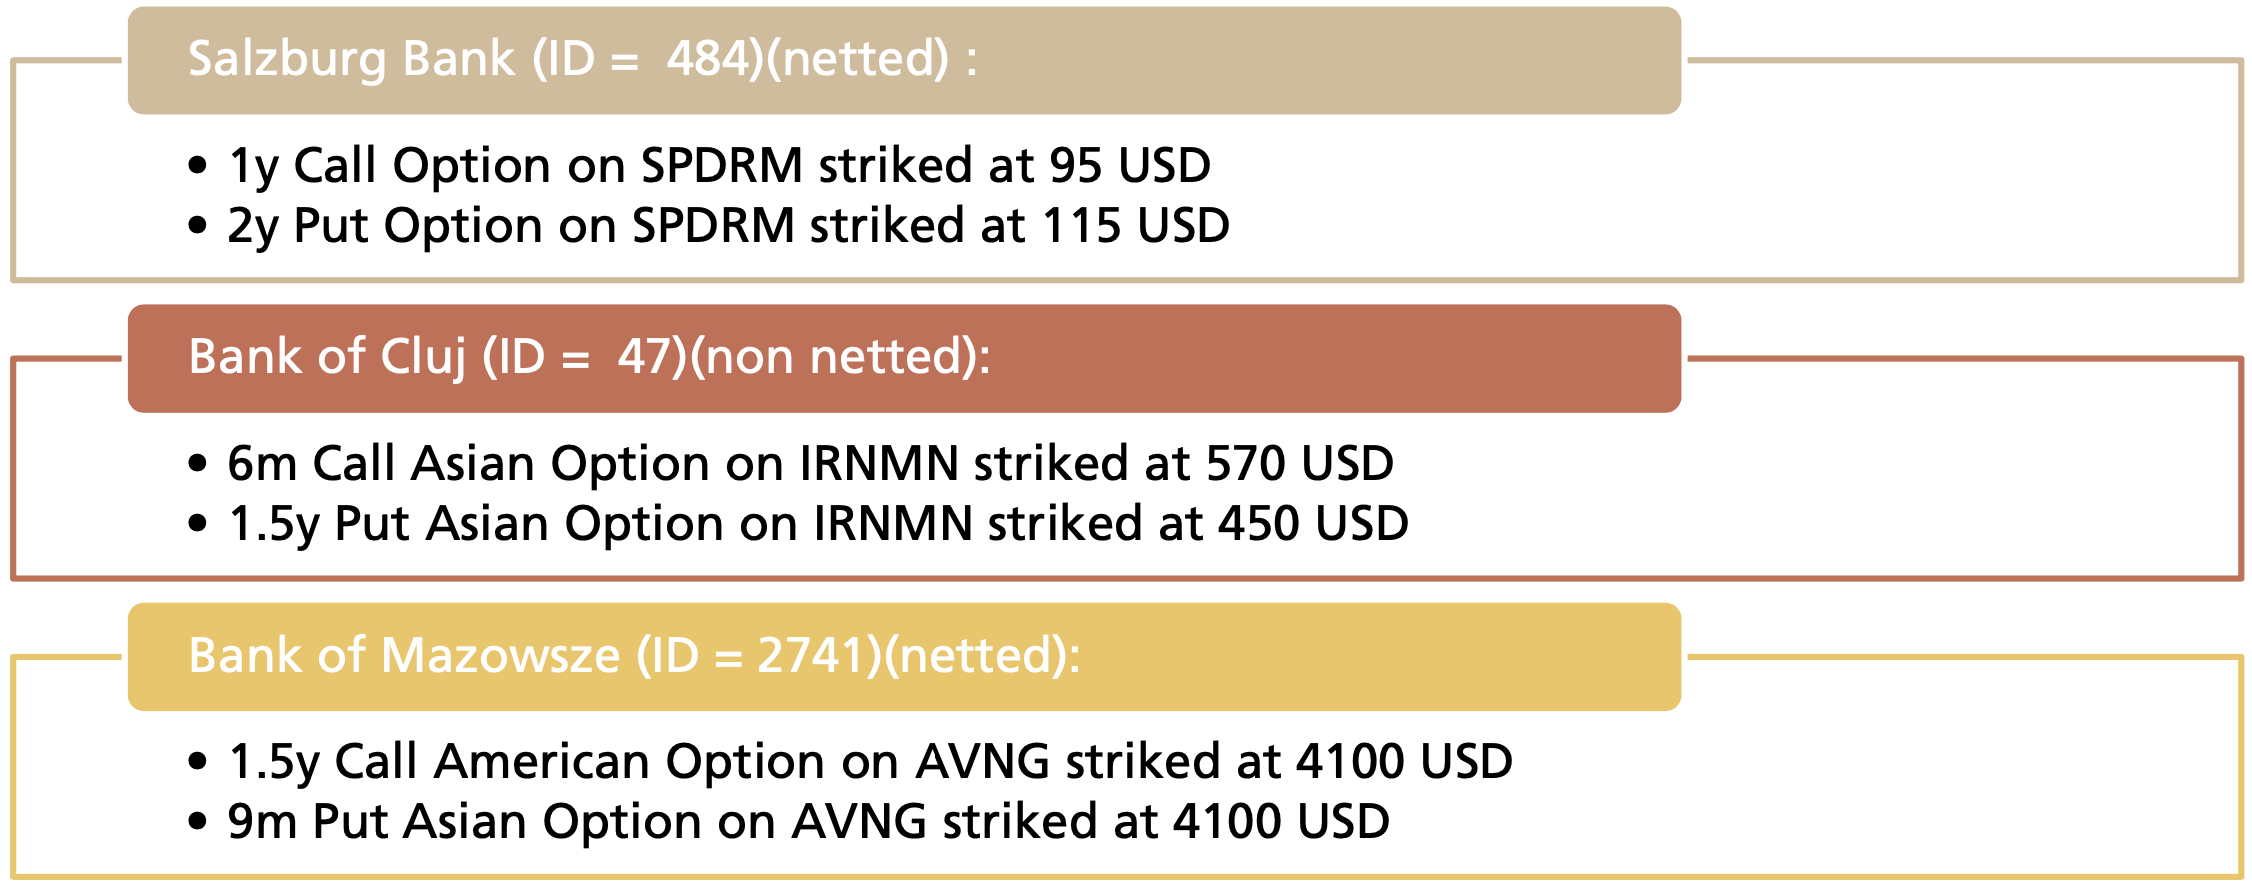 Salzburg Bank (ID =  484)(netted) :
• 1y Call Option on SPDRM striked at 95 USD
• 2y Put Option on SPDRM striked at 115 USD
Bank of Cluj (ID =  47)(non netted):
• 6m Call Asian Option on IRNMN striked at 570 USD
• 1.5y Put Asian Option on IRNMN striked at 450 USD
Bank of Mazowsze (ID = 2741)(netted):
• 1.5y Call American Option on AVNG striked at 4100 USD
• 9m Put Asian Option on AVNG striked at 4100 USD